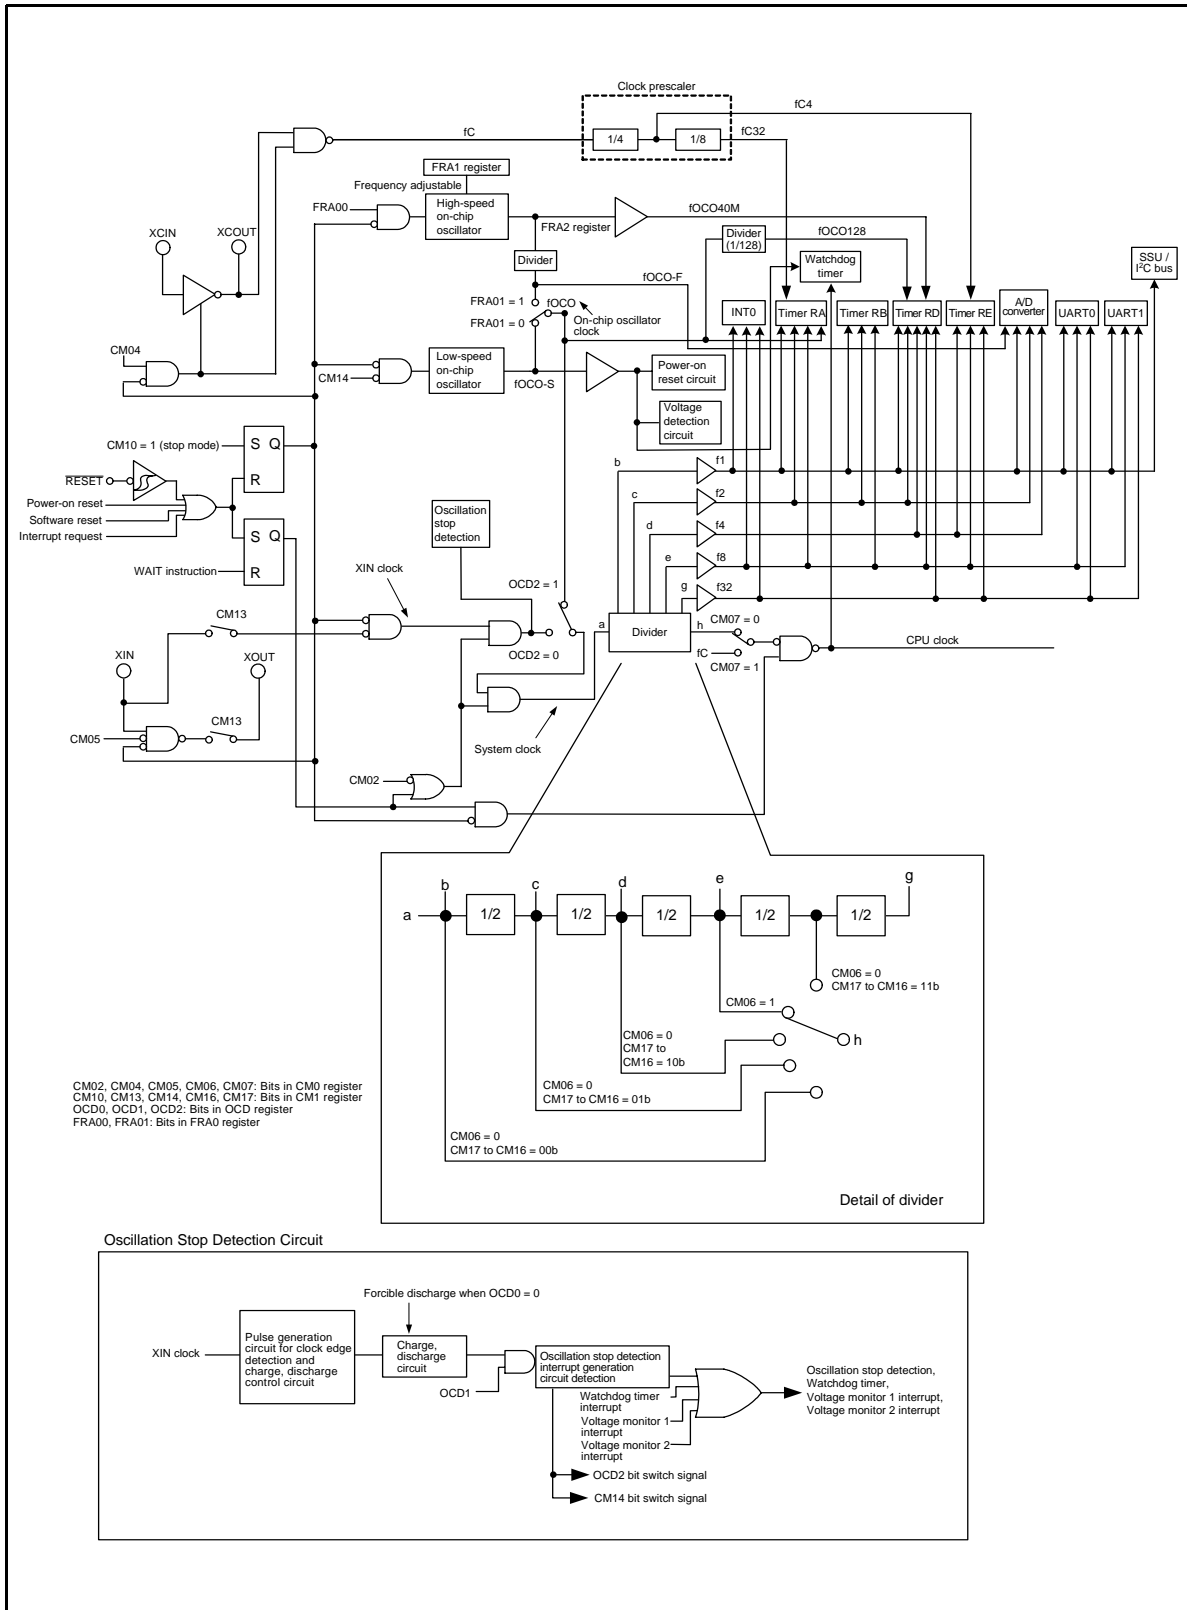 Clock prescaler
fC4
fC
1/4
1/8
fC32
FRA1 register
Frequency adjustable
FRA00
High-speed
on-chip
oscillator
FRA2 register
fOCO40M
XCIN
XCOUT
Divider
(1/128)
fOCO128
Divider
Watchdog
timer
SSU /
I²C bus
fOCO-F
FRA01 = 1
fOCO
FRA01 = 0
On-chip oscillator
clock
INT0
Timer RA
Timer RB
Timer RD
Timer RE
A/D
converter
UART0
UART1
CM04
CM14
Low-speed
on-chip
oscillator
fOCO-S
Power-on
reset circuit
Voltage
detection
circuit
CM10 = 1 (stop mode)
S Q
R
RESET
Power-on reset
Software reset
Interrupt request
S Q
R
WAIT instruction
b
f1
c
f2
d
f4
e
f8
g
f32
Oscillation
stop
detection
XIN clock
OCD2 = 1
OCD2 = 0
CM13
a
Divider
h
CM07 = 0
fC
CM07 = 1
CPU clock
XIN
XOUT
CM13
CM05
System clock
CM02
b
c
d
e
g
a
1/2
1/2
1/2
1/2
1/2
CM06 = 0
CM17 to CM16 = 11b
CM06 = 1
h
CM06 = 0
CM17 to
CM16 = 10b
CM06 = 0
CM17 to CM16 = 01b
CM06 = 0
CM17 to CM16 = 00b
Detail of divider
CM02, CM04, CM05, CM06, CM07: Bits in CM0 register
CM10, CM13, CM14, CM16, CM17: Bits in CM1 register
OCD0, OCD1, OCD2: Bits in OCD register
FRA00, FRA01: Bits in FRA0 register
Oscillation Stop Detection Circuit
Forcible discharge when OCD0 = 0
XIN clock
Pulse generation
circuit for clock edge
detection and
charge, discharge
control circuit
Charge,
discharge
circuit
OCD1
Oscillation stop detection
interrupt generation
circuit detection
Watchdog timer
interrupt
Voltage monitor 1
interrupt
Voltage monitor 2
interrupt
Oscillation stop detection,
Watchdog timer,
Voltage monitor 1 interrupt,
Voltage monitor 2 interrupt
OCD2 bit switch signal
CM14 bit switch signal